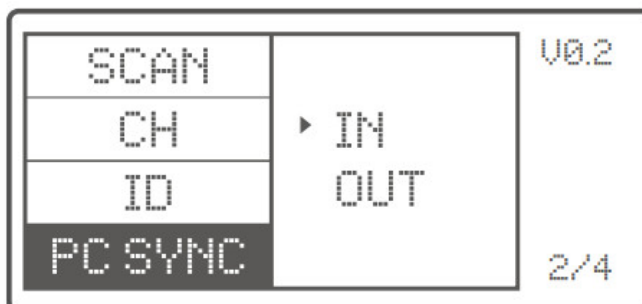 SCAN
CH
ID
PC SYNC
▸ IN
OUT
V0.2
2/4